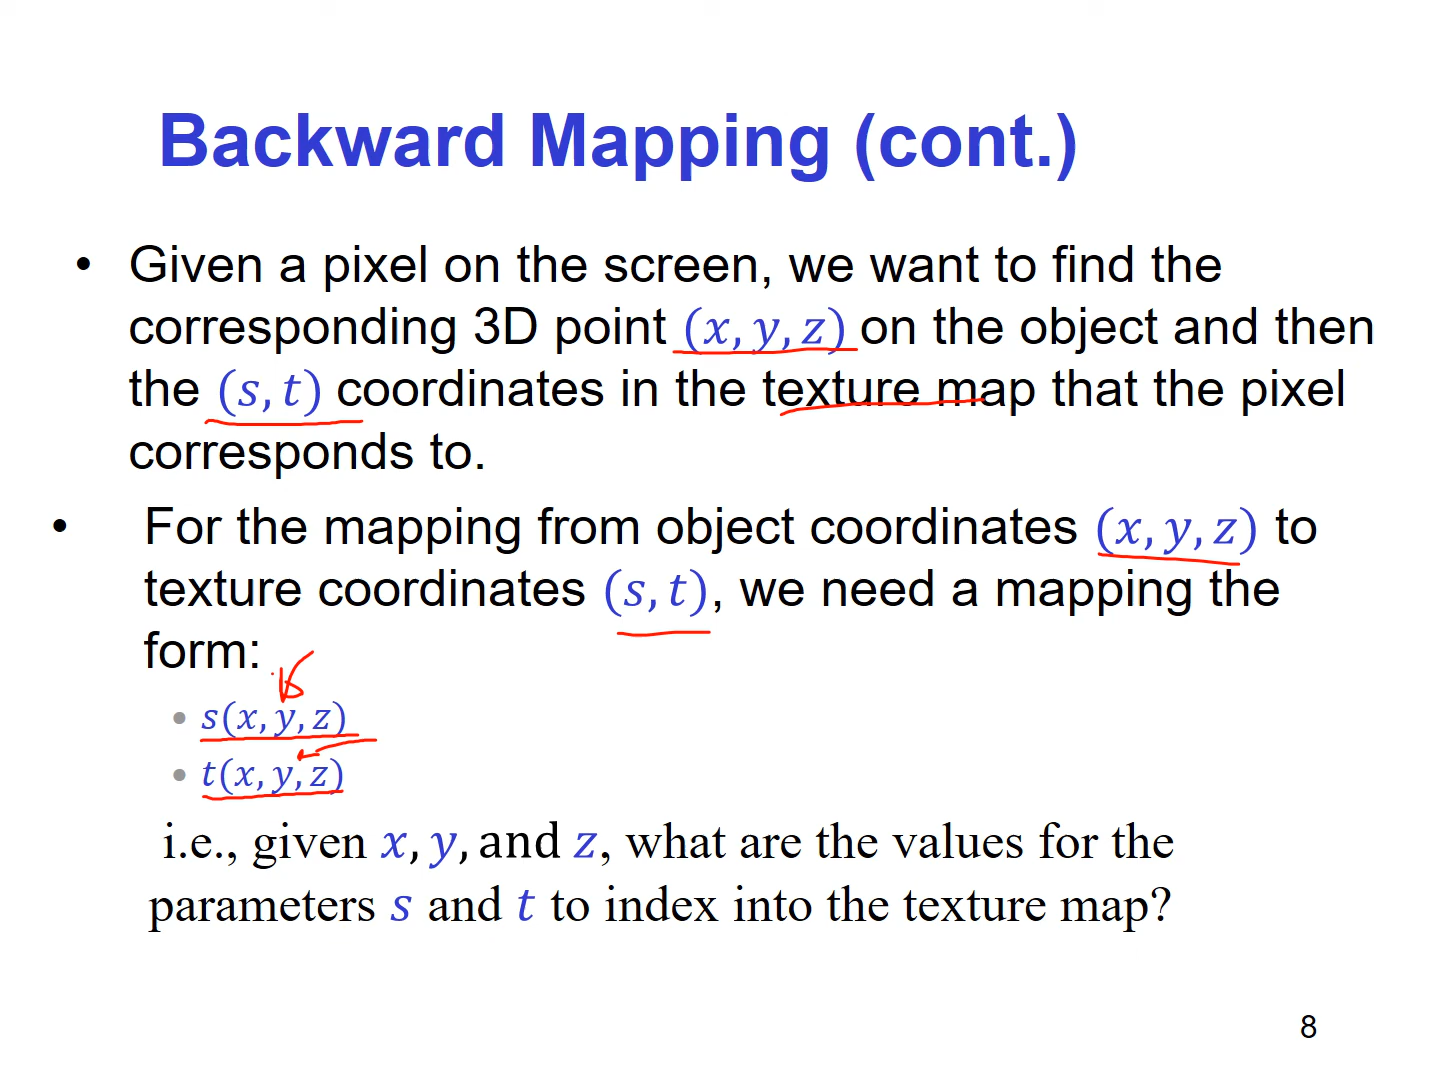 Backward Mapping (cont.)
• Given a pixel on the screen, we want to find the
corresponding 3D point (x, y, z) on the object and then
the (s, t) coordinates in the texture map that the pixel
corresponds to.
• For the mapping from object coordinates (x, y, z) to
texture coordinates (s, t), we need a mapping the
form:
• s(x, y, z)
• t(x, y, z)
i.e., given x, y, and z, what are the values for the
parameters s and t to index into the texture map?
8